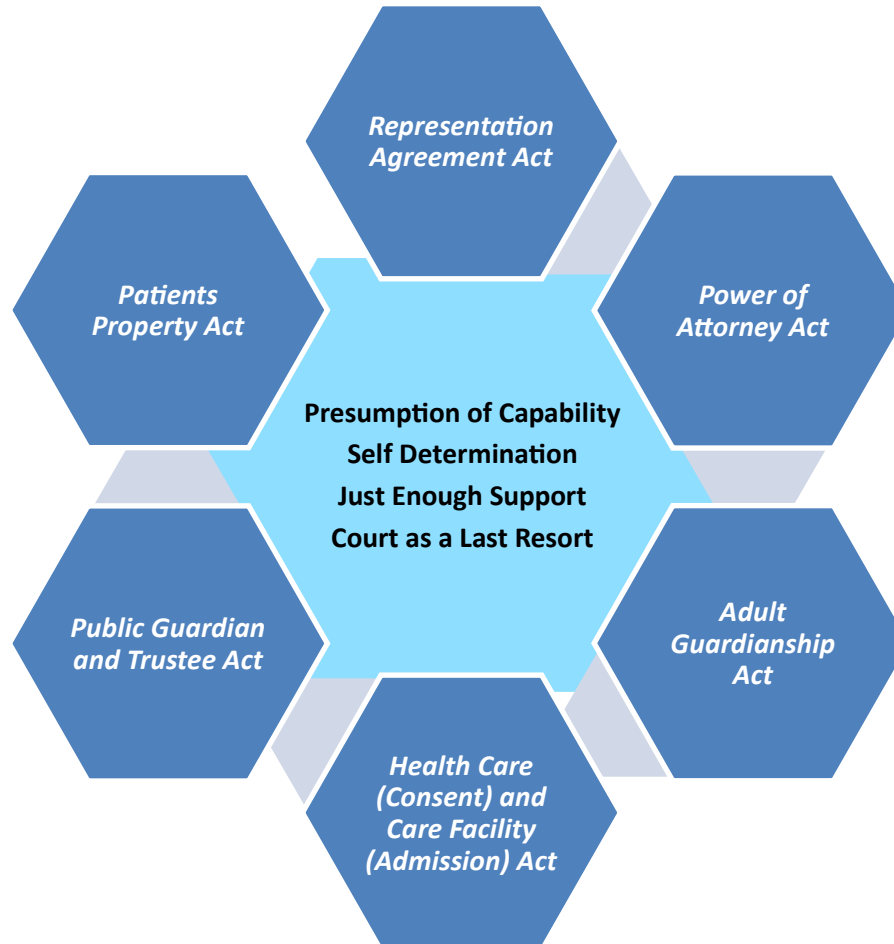 Representation
Agreement Act
Patients
Property Act
Power of
Attorney Act
Presumption of Capability
Self Determination
Just Enough Support
Court as a Last Resort
Public Guardian
and Trustee Act
Adult
Guardianship
Act
Health Care
(Consent) and
Care Facility
(Admission) Act